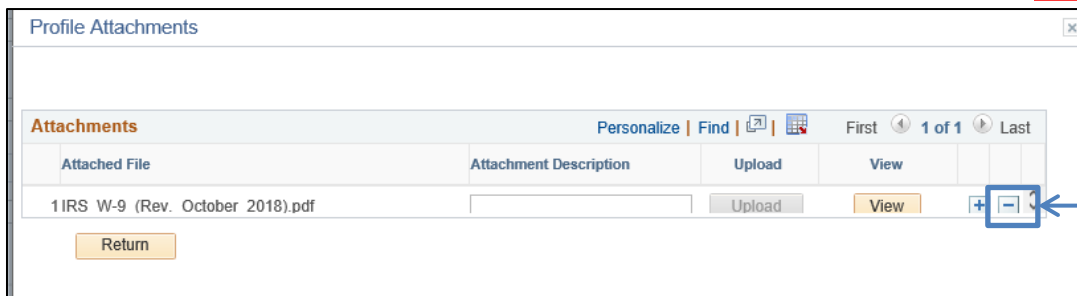 Profile Attachments
Attachments Personalize | Find | | First 1 of 1 Last
Attached File Attachment Description Upload View
1 IRS W-9 (Rev. October 2018).pdf Upload View + −
Return